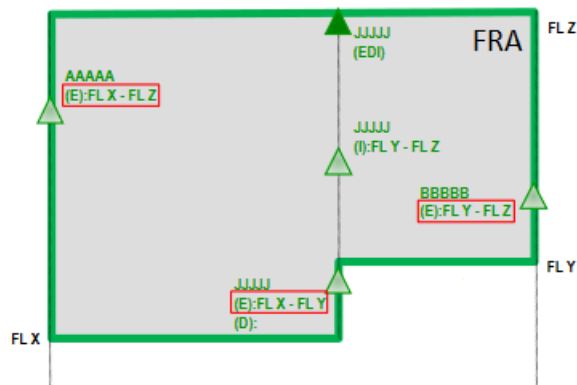 FL Z
JJJJJ
(EDI)
FRA
AAAAA
(E):FL X - FL Z
JJJJJ
(I):FL Y - FL Z
BBBBB
(E):FL Y - FL Z
FL Y
JJJJJ
(E):FL X - FL Y
(D):
FL X